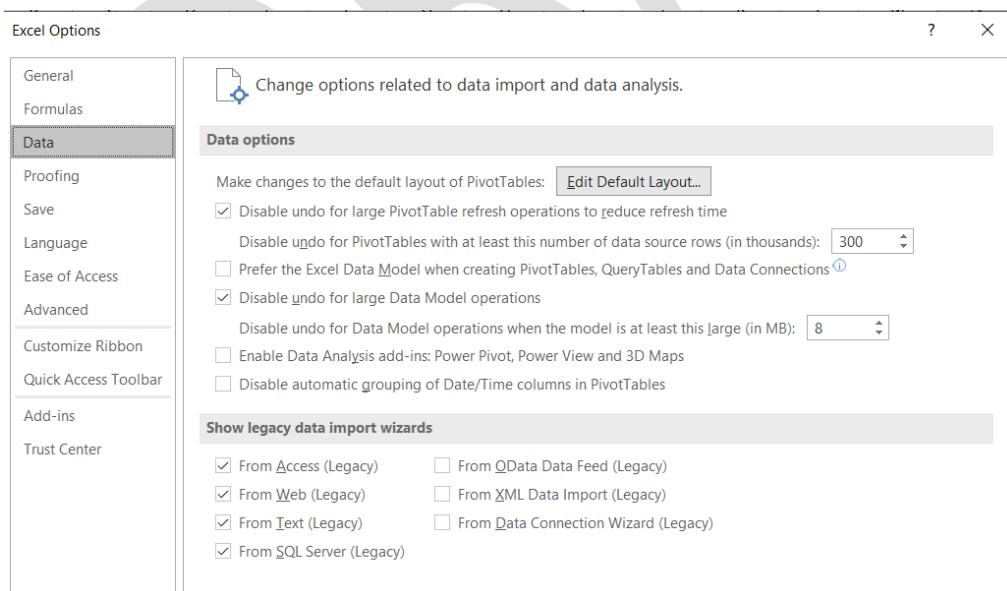 Excel Options
?
General
Formulas
Data
Proofing
Save
Language
Ease of Access
Advanced
Customize Ribbon
Quick Access Toolbar
Add-ins
Trust Center
Change options related to data import and data analysis.
Data options
Make changes to the default layout of PivotTables: Edit Default Layout...
Disable undo for large PivotTable refresh operations to reduce refresh time
Disable undo for PivotTables with at least this number of data source rows (in thousands): 300
Prefer the Excel Data Model when creating PivotTables, QueryTables and Data Connections
Disable undo for large Data Model operations
Disable undo for Data Model operations when the model is at least this large (in MB): 8
Enable Data Analysis add-ins: Power Pivot, Power View and 3D Maps
Disable automatic grouping of Date/Time columns in PivotTables
Show legacy data import wizards
From Access (Legacy) From OData Data Feed (Legacy)
From Web (Legacy) From XML Data Import (Legacy)
From Text (Legacy) From Data Connection Wizard (Legacy)
From SQL Server (Legacy)